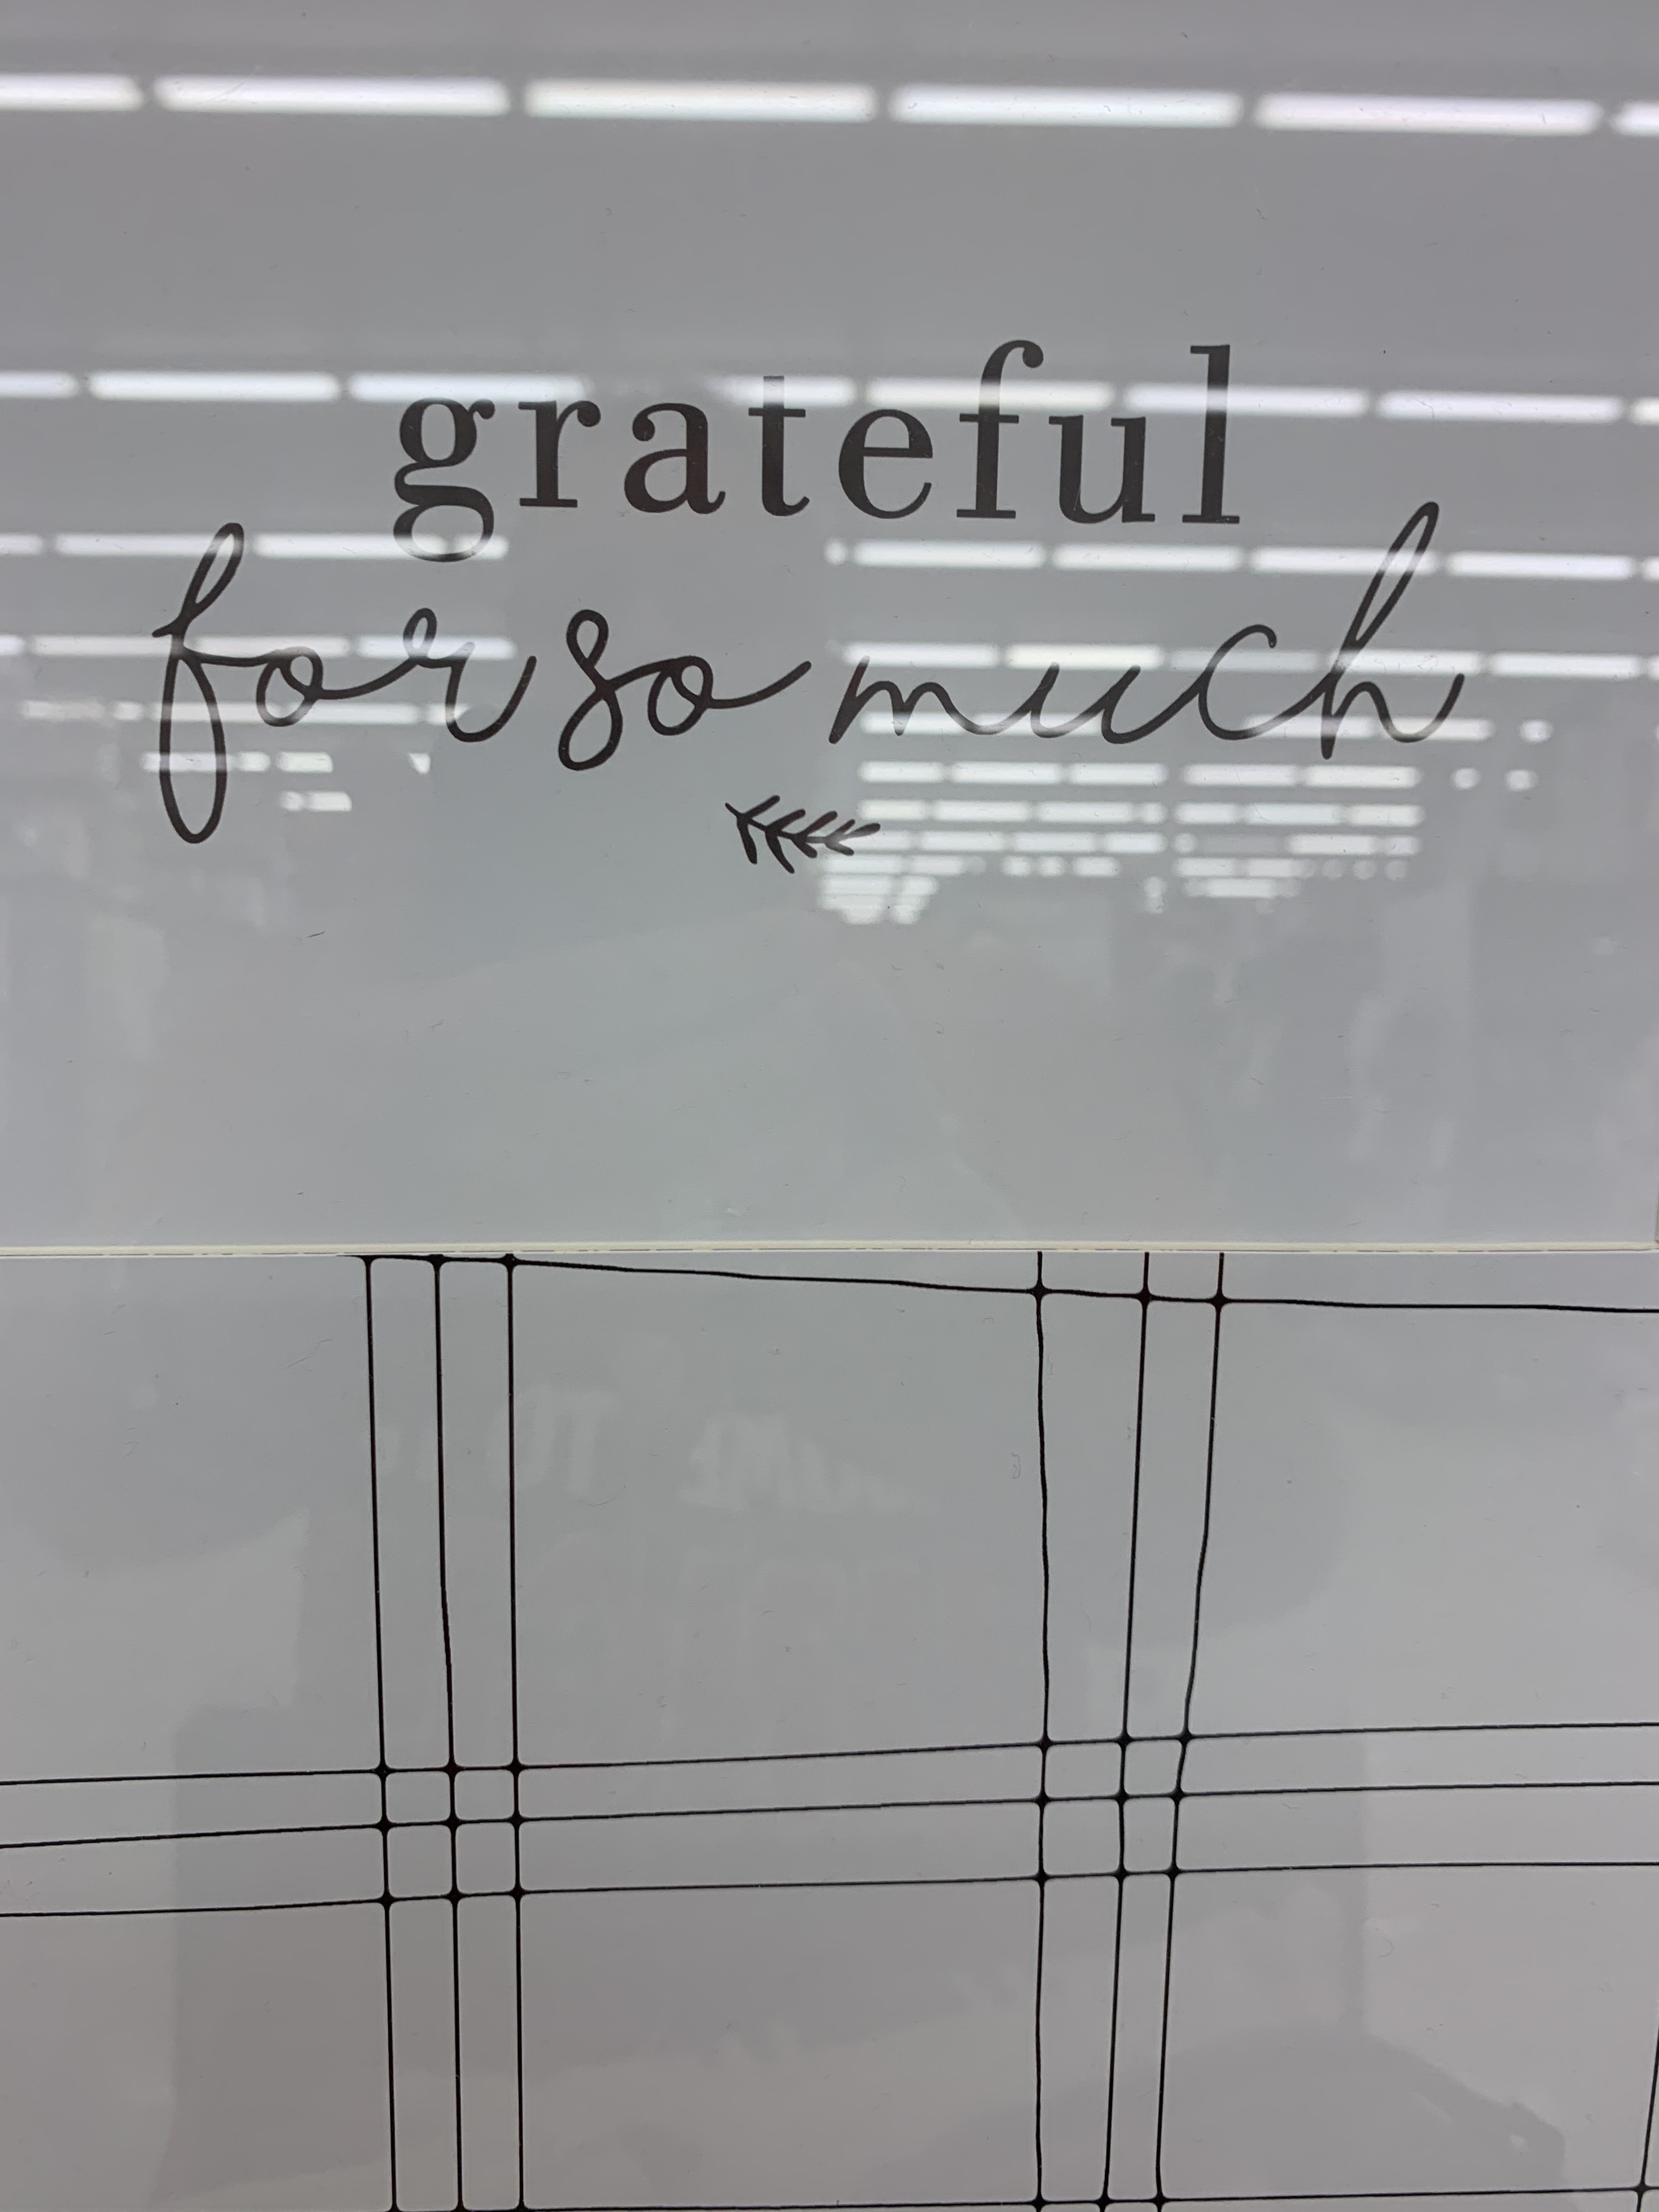 grateful
for so much